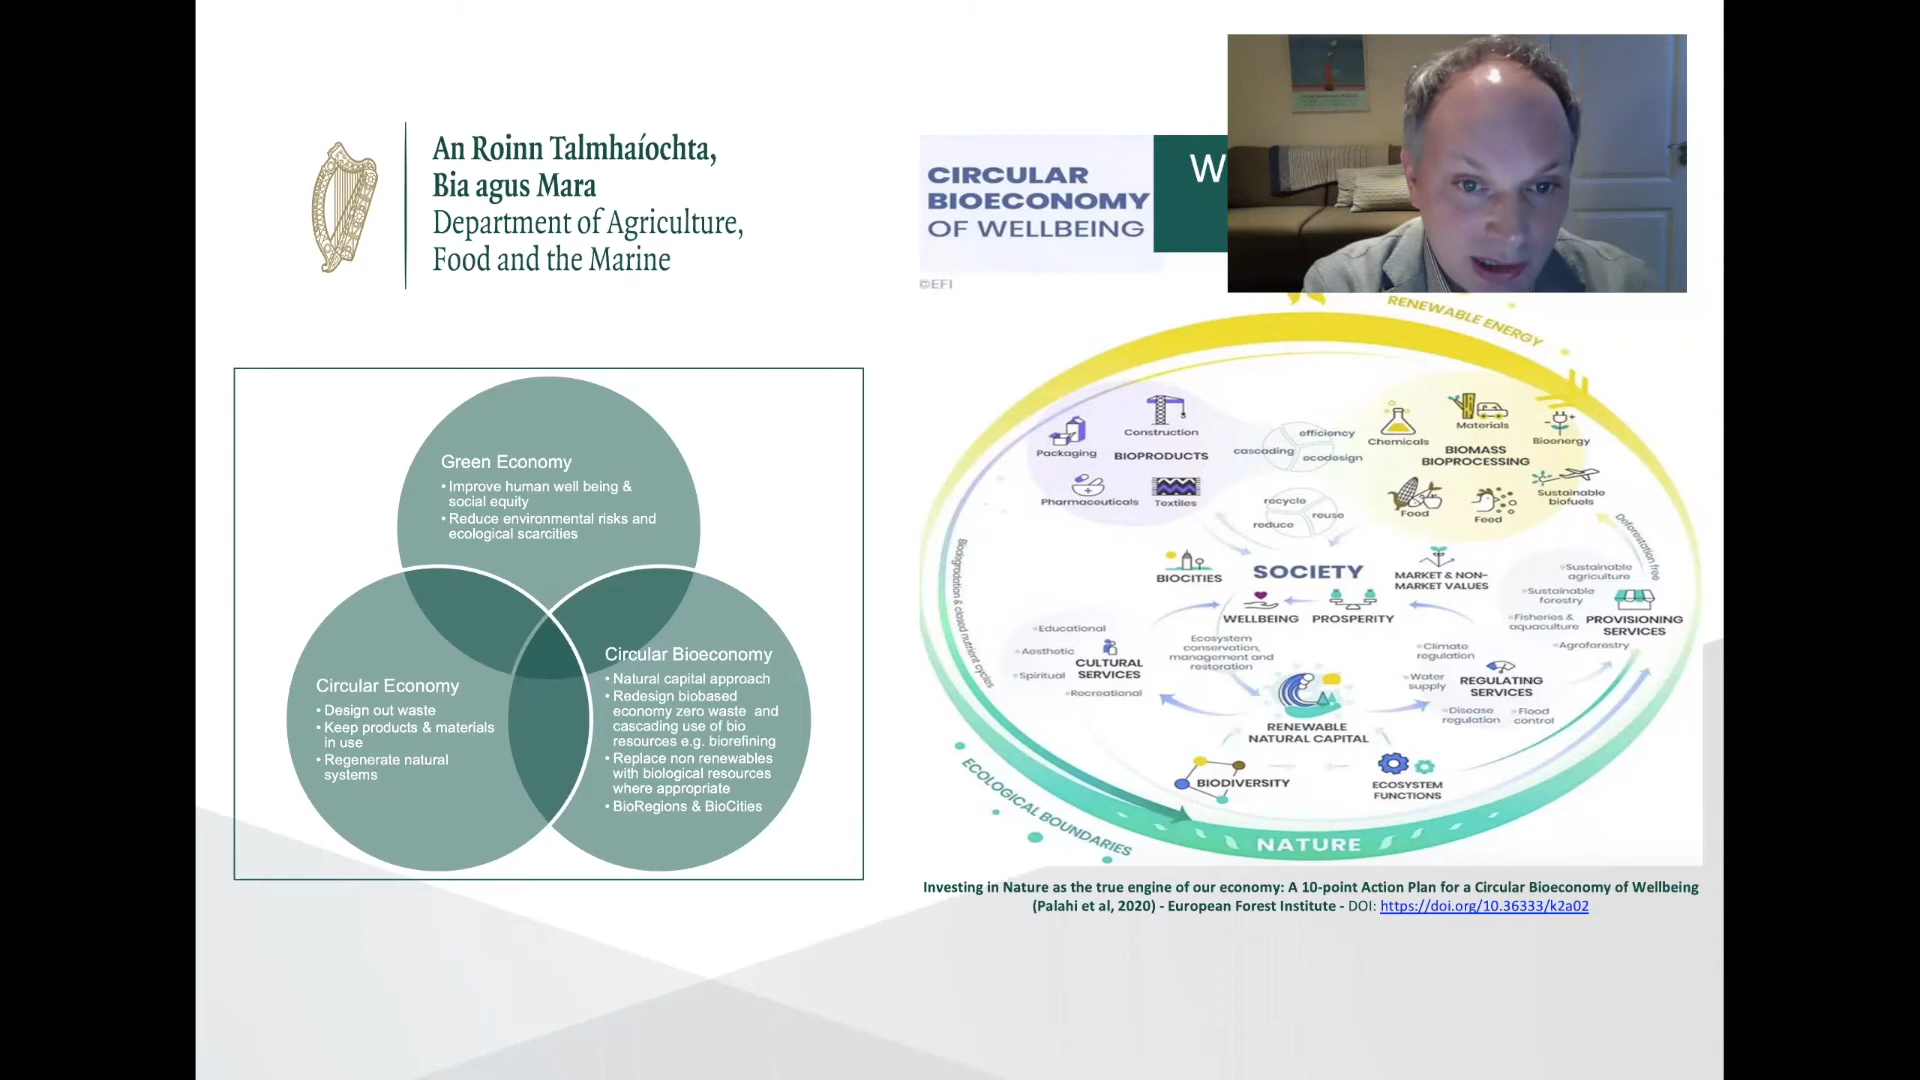 An Roinn Talmhaíochta,
Bia agus Mara
Department of Agriculture,
Food and the Marine
CIRCULAR
BIOECONOMY
OF WELLBEING
W
©EFI
Green Economy
• Improve human well being &
social equity
• Reduce environmental risks and
ecological scarcities
Circular Economy
• Design out waste
• Keep products & materials
in use
• Regenerate natural
systems
Circular Bioeconomy
• Natural capital approach
• Redesign biobased
economy zero waste and
cascading use of bio
resources e.g. biorefining
• Replace non renewables
with biological resources
where appropriate
• BioRegions & BioCities
RENEWABLE ENERGY
Construction
Packaging
BIOPRODUCTS
Pharmaceuticals
Textiles
efficiency
cascading
ecodesign
recycle
reuse
reduce
Chemicals
Materials
Bioenergy
BIOMASS
BIOPROCESSING
Food
Feed
Sustainable
biofuels
Deforestation free
Biodegradation & closed nutrient cycles
BIOCITIES
SOCIETY
MARKET & NON-
MARKET VALUES
WELLBEING
PROSPERITY
Sustainable
agriculture
Sustainable
forestry
Fisheries &
aquaculture
Agroforestry
PROVISIONING
SERVICES
Educational
Aesthetic
Spiritual
Recreational
CULTURAL
SERVICES
Ecosystem
conservation,
management and
restoration
Climate
regulation
Water
supply
Disease
regulation
Flood
control
REGULATING
SERVICES
RENEWABLE
NATURAL CAPITAL
BIODIVERSITY
ECOSYSTEM
FUNCTIONS
ECOLOGICAL BOUNDARIES
NATURE
Investing in Nature as the true engine of our economy: A 10-point Action Plan for a Circular Bioeconomy of Wellbeing
(Palahi et al, 2020) - European Forest Institute - DOI: https://doi.org/10.36333/k2a02